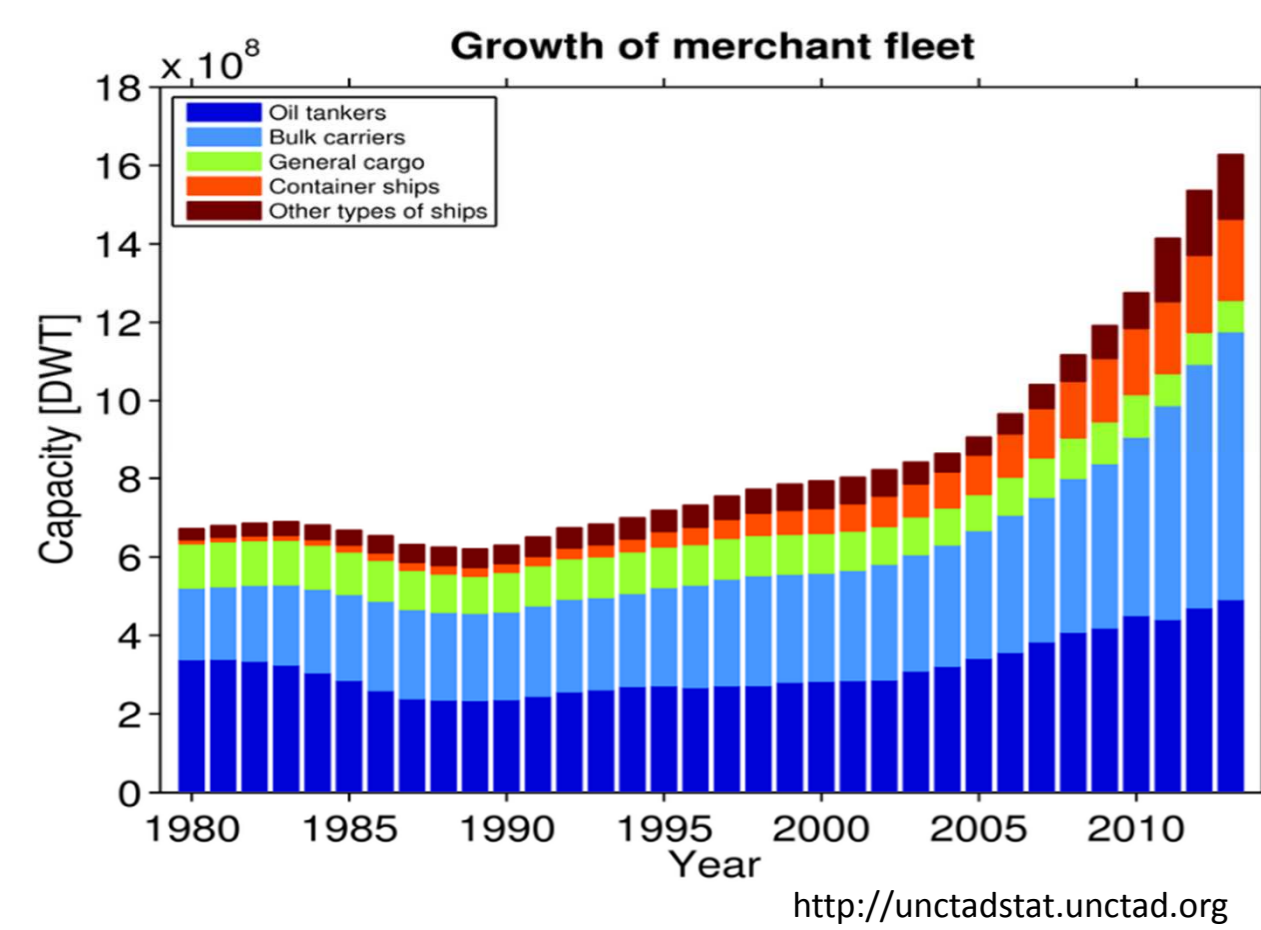 Growth of merchant fleet
x 10^8
18
16
14
12
10
8
6
4
2
0
Capacity [DWT]
Oil tankers
Bulk carriers
General cargo
Container ships
Other types of ships
1980 1985 1990 1995 2000 2005 2010
Year
http://unctadstat.unctad.org